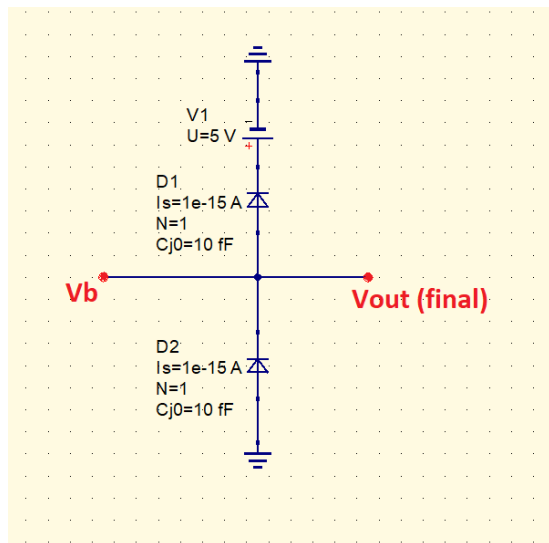 V1
U=5 V
D1
Is=1e-15 A
N=1
Cj0=10 fF
Vb
Vout (final)
D2
Is=1e-15 A
N=1
Cj0=10 fF